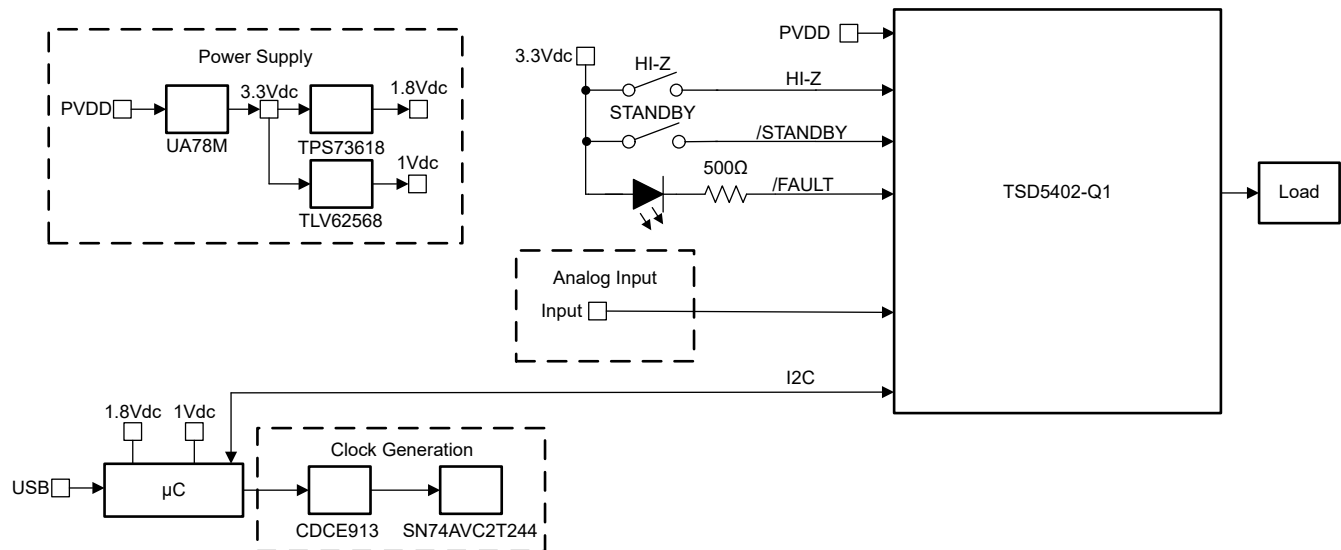 Power Supply
PVDD
3.3Vdc
1.8Vdc
UA78M
TPS73618
1Vdc
TLV62568
3.3Vdc
HI-Z
STANDBY
500Ω
PVDD
HI-Z
/STANDBY
/FAULT
TSD5402-Q1
Load
Analog Input
Input
I2C
1.8Vdc
1Vdc
USB
µC
Clock Generation
CDCE913
SN74AVC2T244